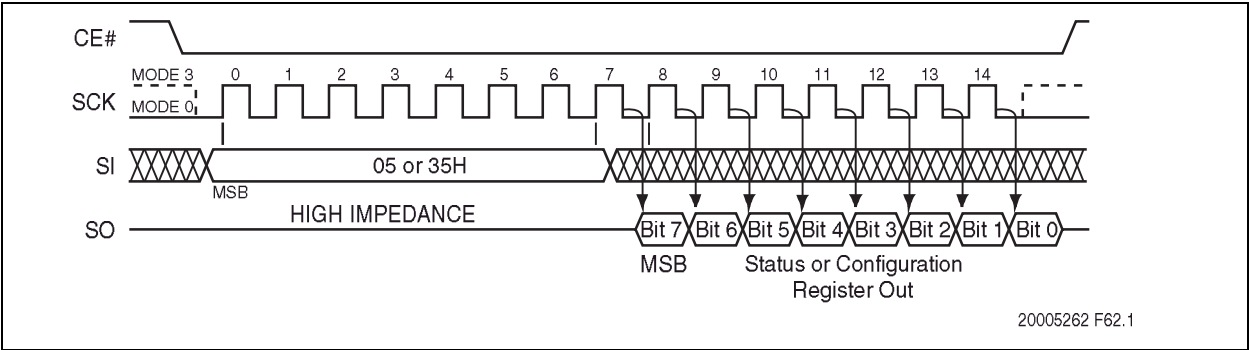 CE#
MODE 3 0 1 2 3 4 5 6 7 8 9 10 11 12 13 14
SCK
MODE 0
SI 05 or 35H
MSB
HIGH IMPEDANCE
SO Bit 7 Bit 6 Bit 5 Bit 4 Bit 3 Bit 2 Bit 1 Bit 0
MSB Status or Configuration
Register Out
20005262 F62.1